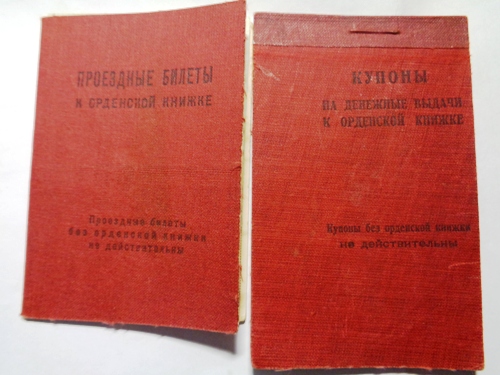 ПРОЕЗДНЫЕ БИЛЕТЫ
К ОРДЕНСКОЙ КНИЖКЕ
Проездные билеты
без орденской книжки
не действительны
КУПОНЫ
НА ДЕНЕЖНЫЕ ВЫДАЧИ
К ОРДЕНСКОЙ КНИЖКЕ
Купоны без орденской книжки
не действительны